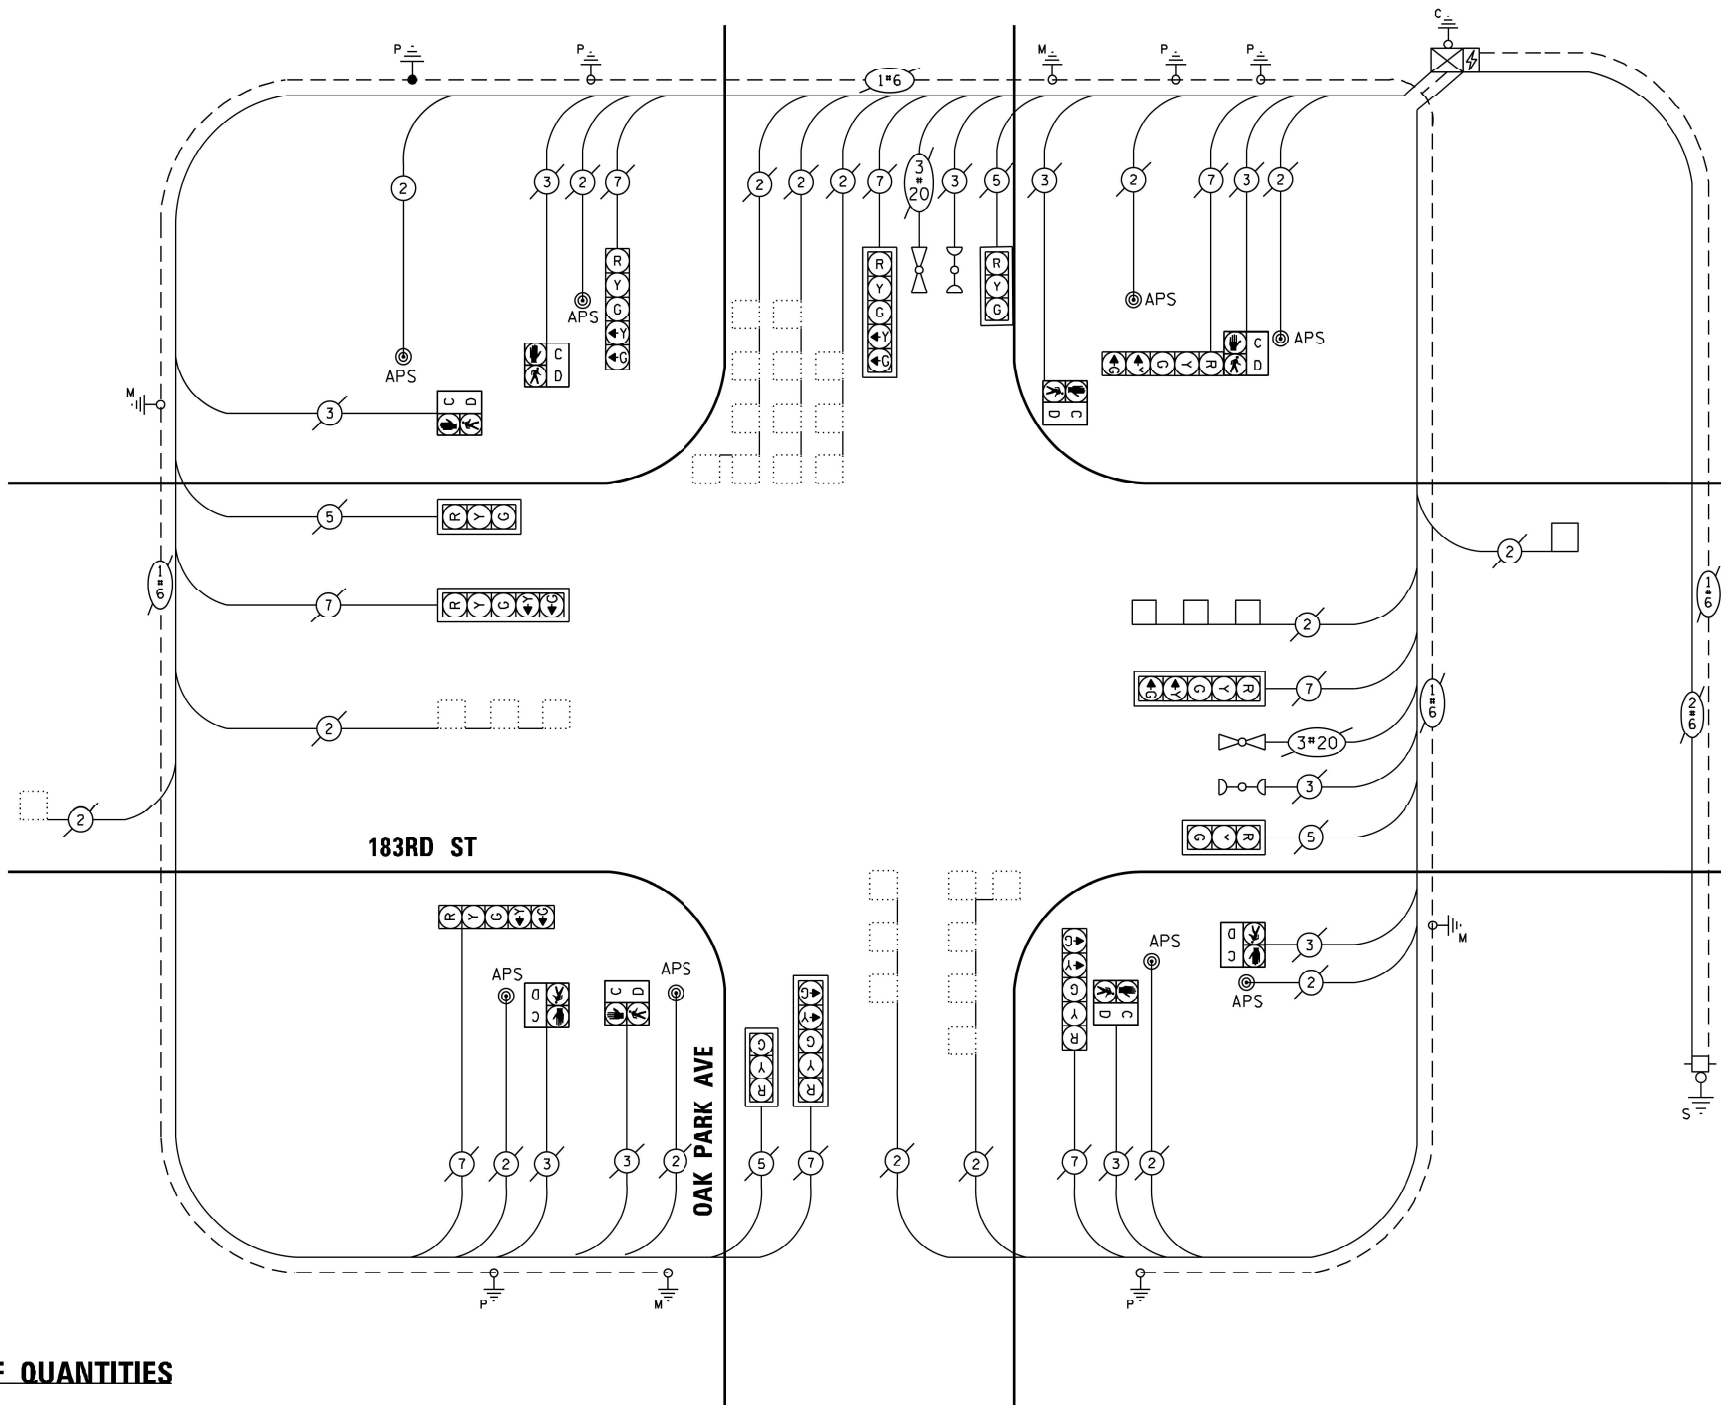 C
P P 1#6 M P P
2 3 2 7 2 2 2 7 3 # 20 3 5 3 2 7 3 2
R Y G Y G
R Y G Y G
R Y G
APS
APS
APS
APS
C D
G Y G Y R
C D
M
3
C D
D C
5
R Y G
2
1 # 6
7
R Y G Y G
2
1 # 6
G Y G Y R
7
1 # 6
2 # 6
2
3#20
3
2
G Y R
5
183RD ST
R Y G Y G
APS
D C
C D
APS
G Y R
G Y G Y R
G Y G Y R
D C
APS
D C
3
M
2
APS
OAK PARK AVE
S
7 2 3 3 2 5 7 2 2 7 3 2
P M P
F QUANTITIES